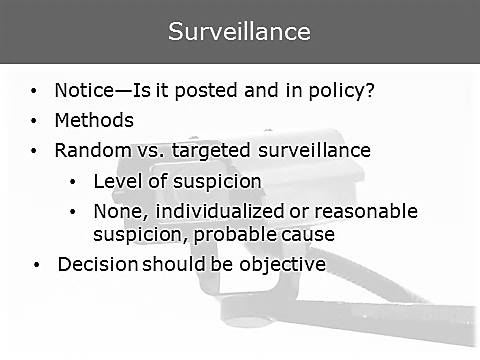 Surveillance
• Notice—Is it posted and in policy?
• Methods
• Random vs. targeted surveillance
• Level of suspicion
• None, individualized or reasonable
suspicion, probable cause
• Decision should be objective